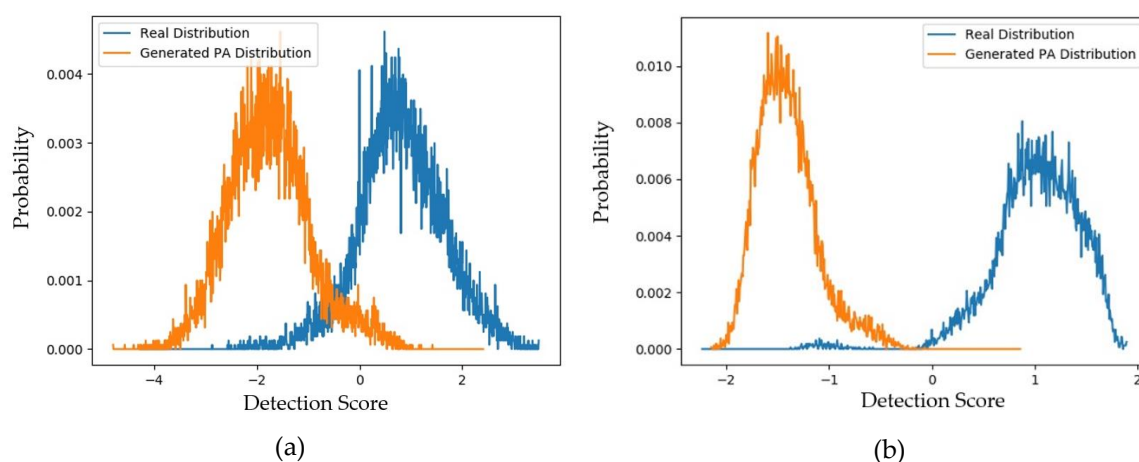 Real Distribution
Generated PA Distribution
0.004
0.003
0.002
0.001
0.000
Probability
−4
−2
0
2
Detection Score
(a)
Real Distribution
Generated PA Distribution
0.010
0.008
0.006
0.004
0.002
0.000
Probability
−2
−1
0
1
2
Detection Score
(b)